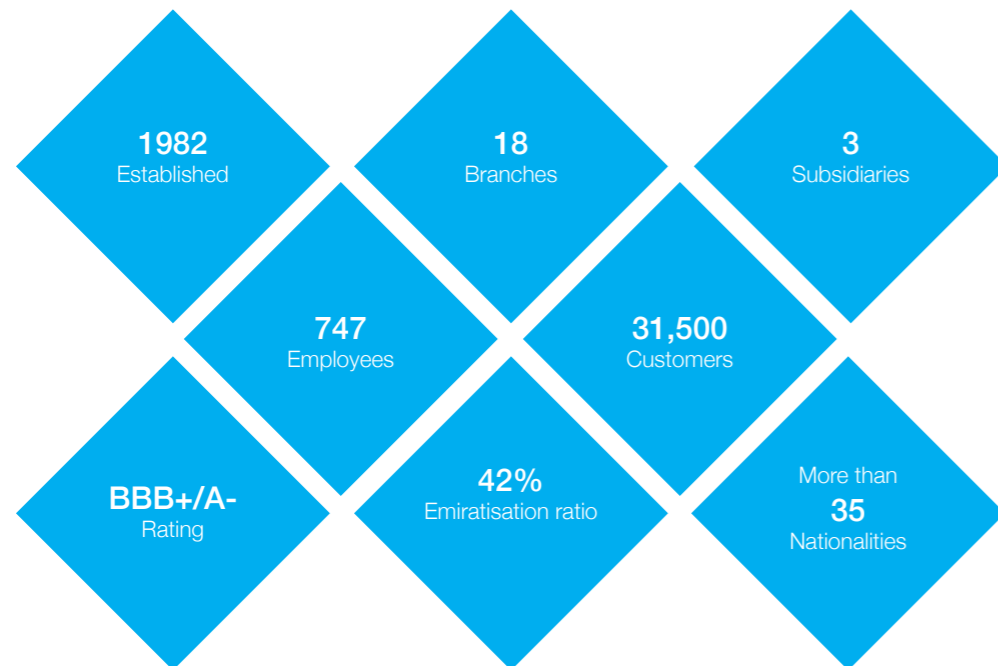 1982
Established
18
Branches
3
Subsidiaries
747
Employees
31,500
Customers
BBB+/A-
Rating
42%
Emiratisation ratio
More than
35
Nationalities